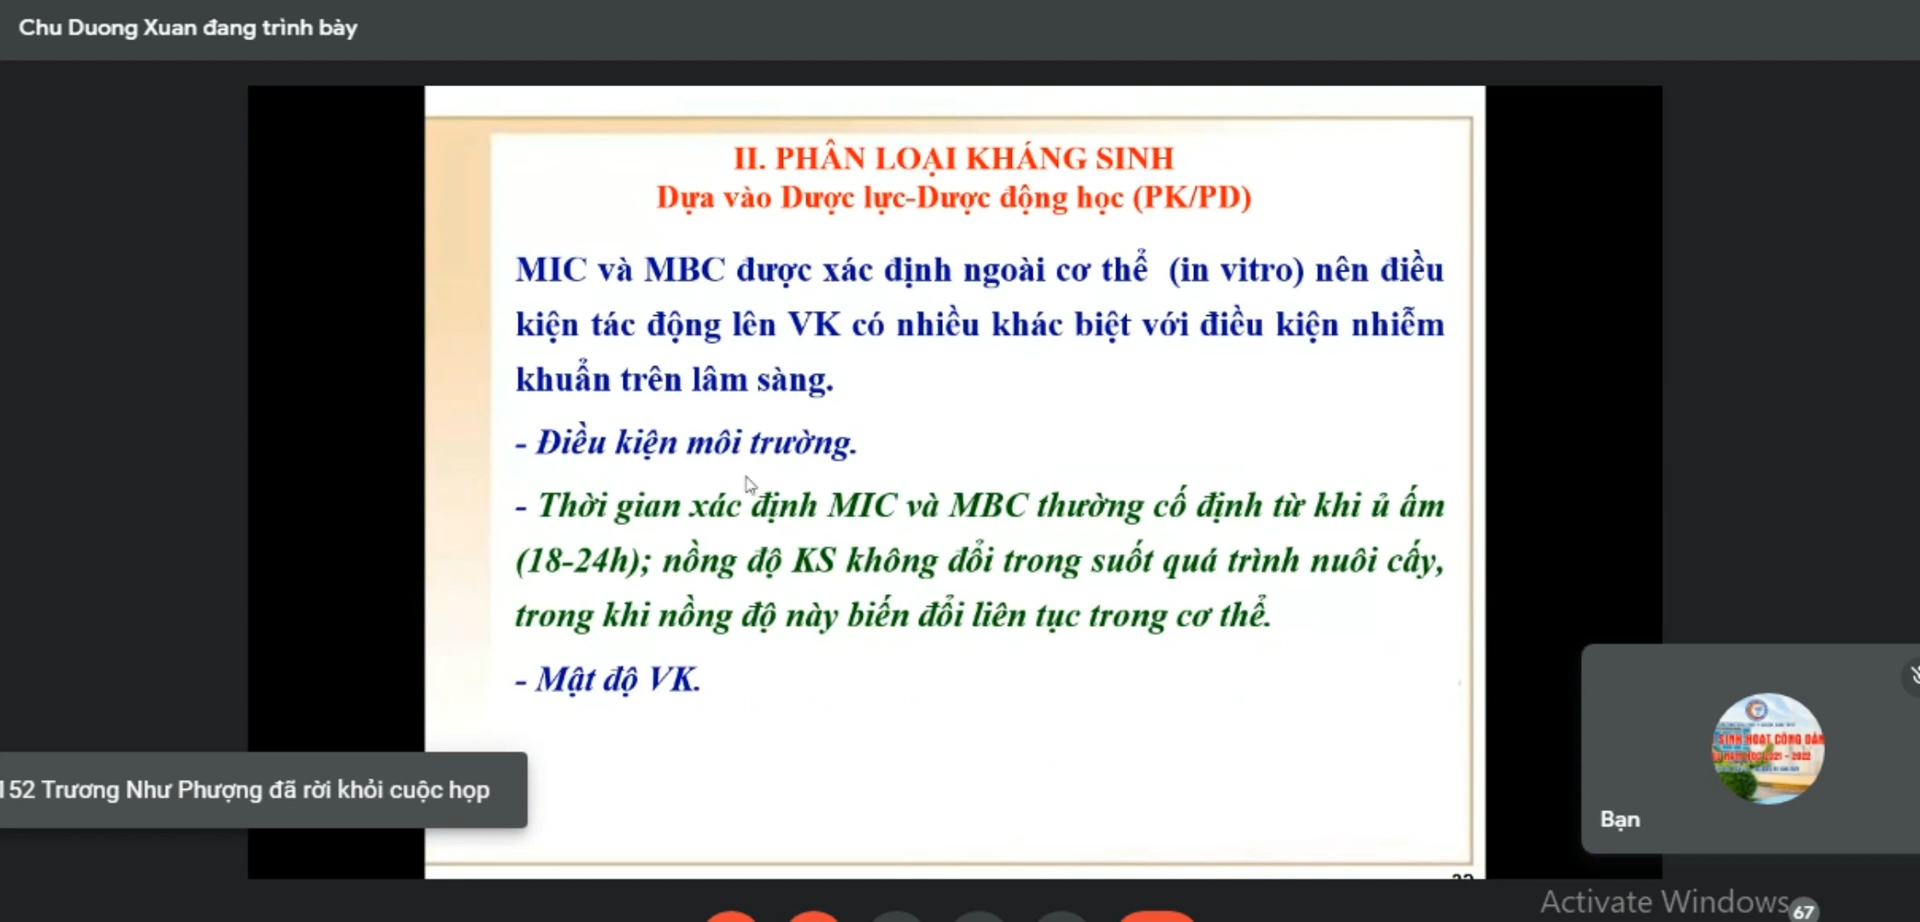 Chu Duong Xuan đang trình bày
II. PHÂN LOẠI KHÁNG SINH
Dựa vào Dược lực-Dược động học (PK/PD)
MIC và MBC được xác định ngoài cơ thể (in vitro) nên điều
kiện tác động lên VK có nhiều khác biệt với điều kiện nhiễm
khuẩn trên lâm sàng.
- Điều kiện môi trường.
- Thời gian xác định MIC và MBC thường cố định từ khi ủ ấm
(18-24h); nồng độ KS không đổi trong suốt quá trình nuôi cấy,
trong khi nồng độ này biến đổi liên tục trong cơ thể.
- Mật độ VK.
152 Trương Như Phượng đã rời khỏi cuộc họp
SINH HOẠT CÔNG DÂN
Bạn
Activate Windows
67